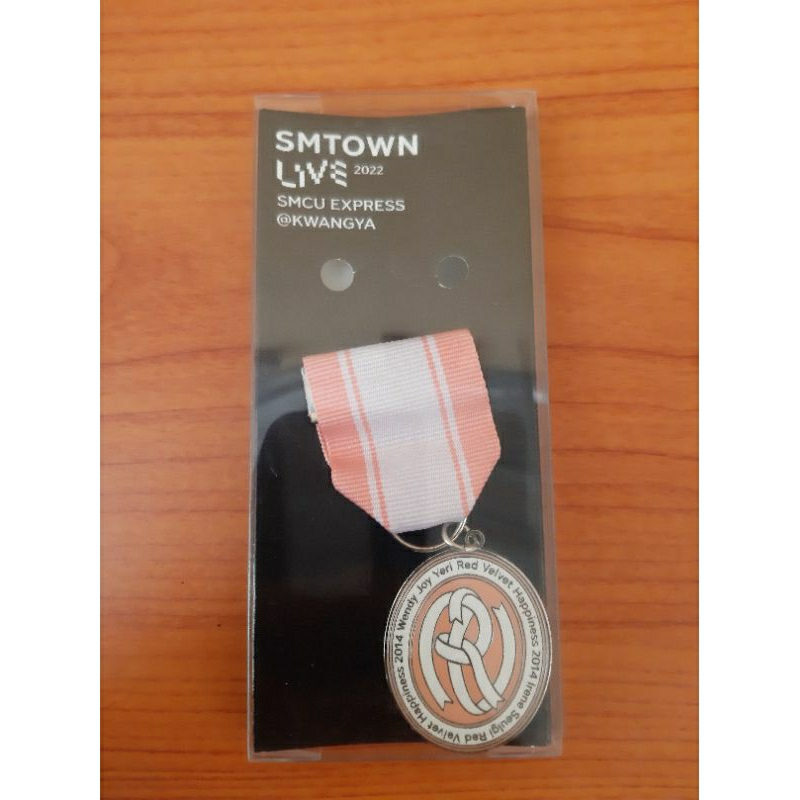 SMTOWN
LIVE 2022
SMCU EXPRESS
@KWANGYA
Red Velvet Happiness 2014 Irene Seulgi Red Velvet Happiness 2014 Wendy Joy Yeri